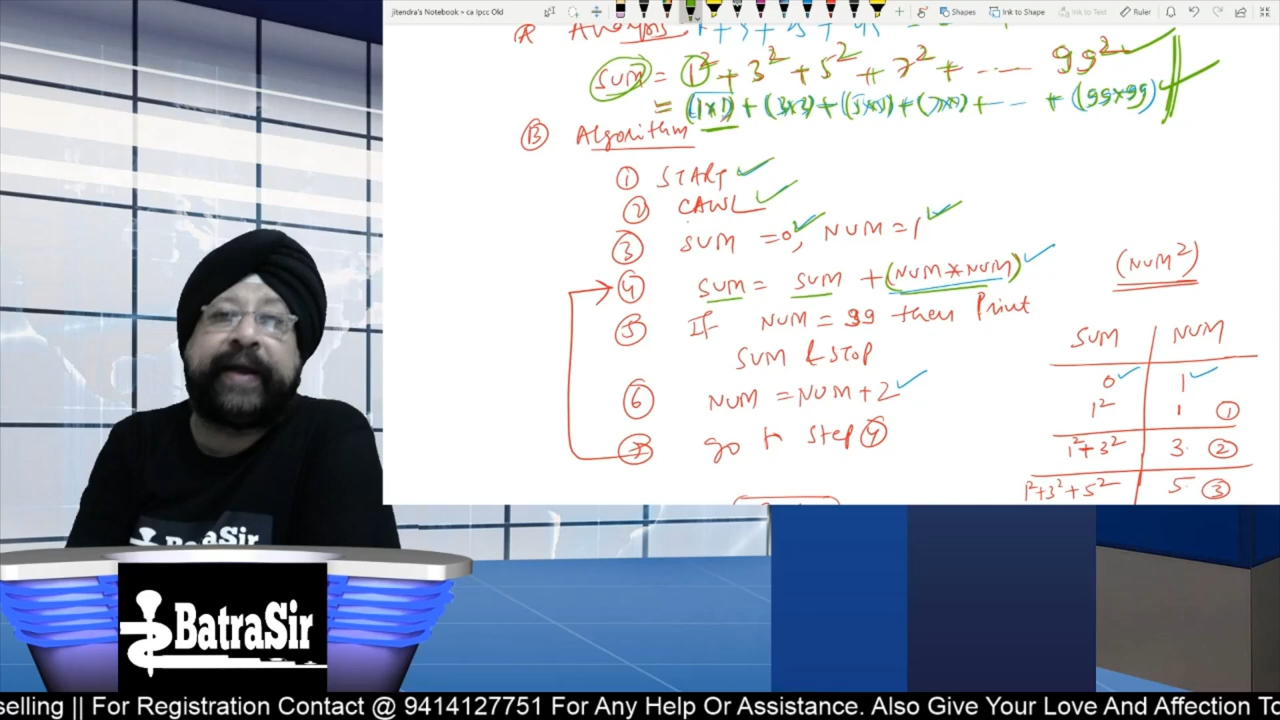 jitendra's Notebook > ca Ipcc Old
Shapes Ink to Shape Ink to Text Ruler
A Analysis
SUM = 1² + 3² + 5² + 7² + ---- 99²
= (1×1) + (3×3) + (5×5) + (7×7) + --- + (99×99)
B Algorithm
1 START
2 CAWL
3 SUM = 0, NUM = 1
4 SUM = SUM + (NUM * NUM)
(NUM²)
5 If NUM = 99 then Print
SUM & STOP
6 NUM = NUM + 2
7 go to step 4
SUM NUM
0 1
1² 1 1
1²+3² 3 2
1²+3²+5² 5 3
BatraSir
BatraSir
selling || For Registration Contact @ 9414127751 For Any Help Or Assistance. Also Give Your Love And Affection To